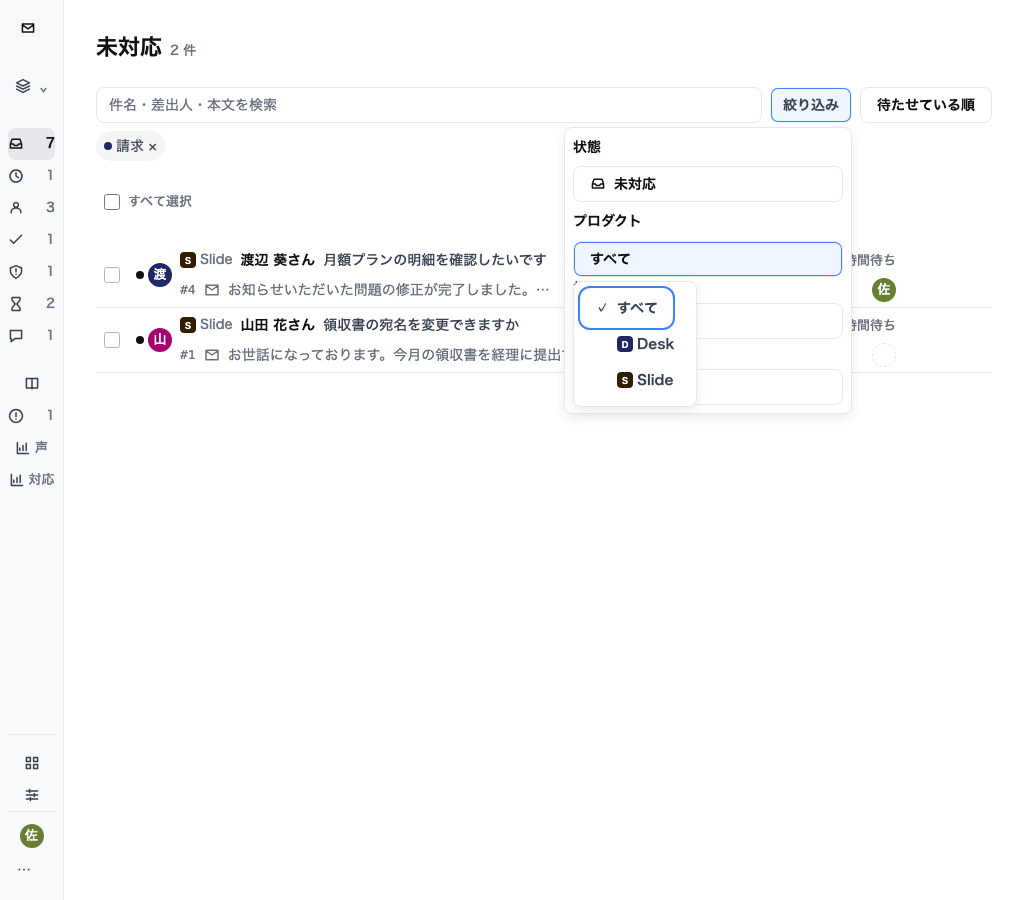 未対応 2 件
件名・差出人・本文を検索
絞り込み
待たせている順
請求 ×
すべて選択
S Slide 渡辺 葵さん 月額プランの明細を確認したいです
#4 お知らせいただいた問題の修正が完了しました。…
渡
時間待ち
佐
S Slide 山田 花さん 領収書の宛名を変更できますか
#1 お世話になっております。今月の領収書を経理に提出
山
時間待ち
状態
未対応
プロダクト
すべて
✓ すべて
D Desk
S Slide
7
1
3
1
1
2
1
1
声
対応
佐
…